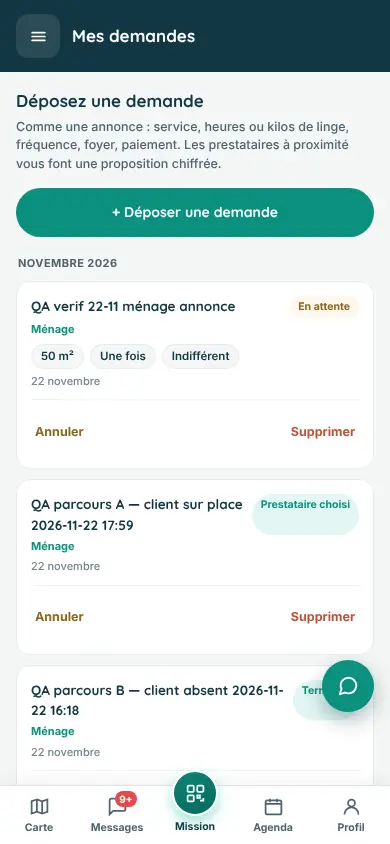 Mes demandes
Déposez une demande
Comme une annonce : service, heures ou kilos de linge,
fréquence, foyer, paiement. Les prestataires à proximité
vous font une proposition chiffrée.
+ Déposer une demande
NOVEMBRE 2026
QA verif 22-11 ménage annonce
En attente
Ménage
50 m²
Une fois
Indifférent
22 novembre
Annuler
Supprimer
QA parcours A — client sur place
2026-11-22 17:59
Prestataire choisi
Ménage
22 novembre
Annuler
Supprimer
QA parcours B — client absent 2026-11-
22 16:18
Ménage
22 novembre
9+
Carte
Messages
Mission
Agenda
Profil